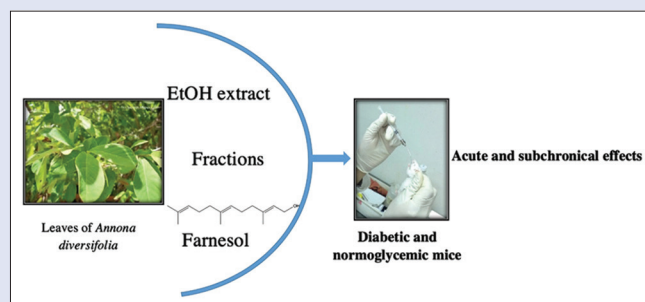 EtOH extract
Fractions
Farnesol
Leaves of Annona
diversifolia
Acute and subchronical effects
Diabetic and
normoglycemic mice